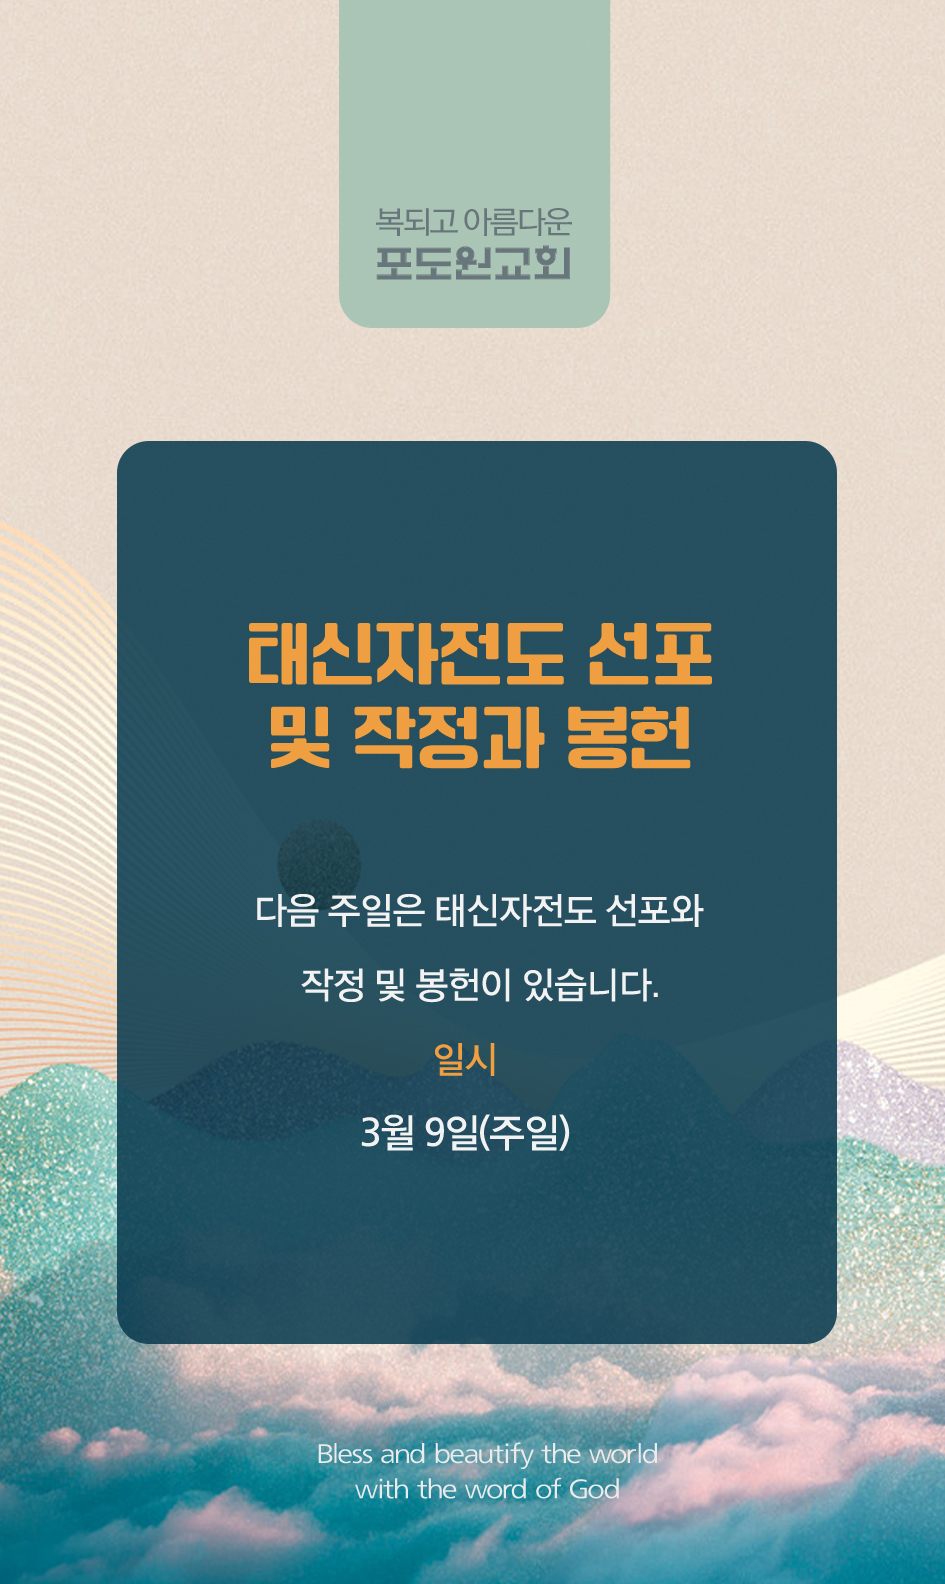 복되고 아름다운
포도원교회
태신자전도 선포
및 작정과 봉헌
다음 주일은 태신자전도 선포와
작정 및 봉헌이 있습니다.
일시
3월 9일(주일)
Bless and beautify the world
with the word of God